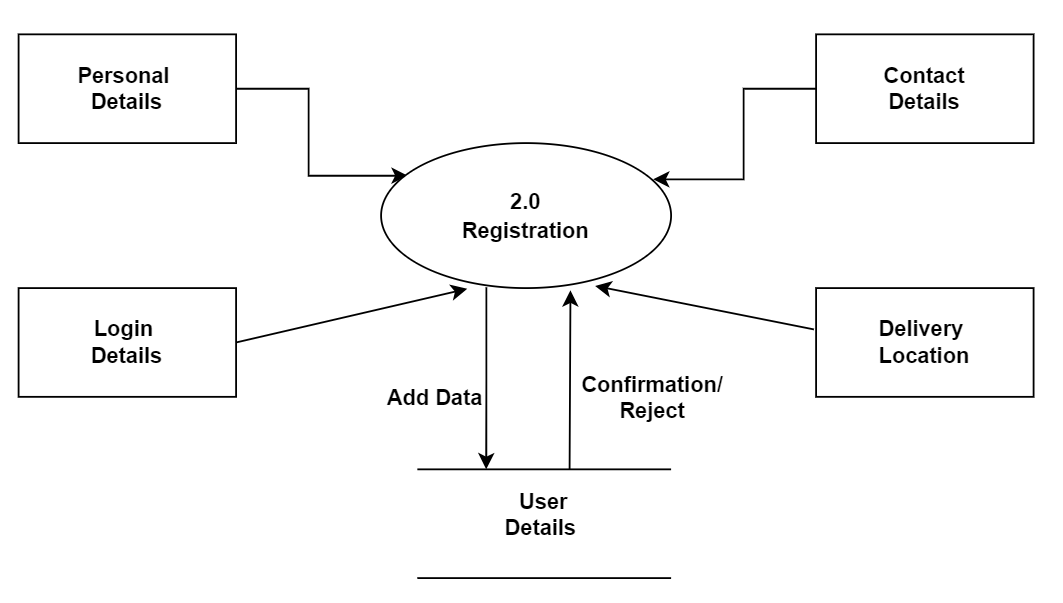 Personal
Details
Contact
Details
2.0
Registration
Login
Details
Delivery
Location
Add Data
Confirmation/
Reject
User
Details